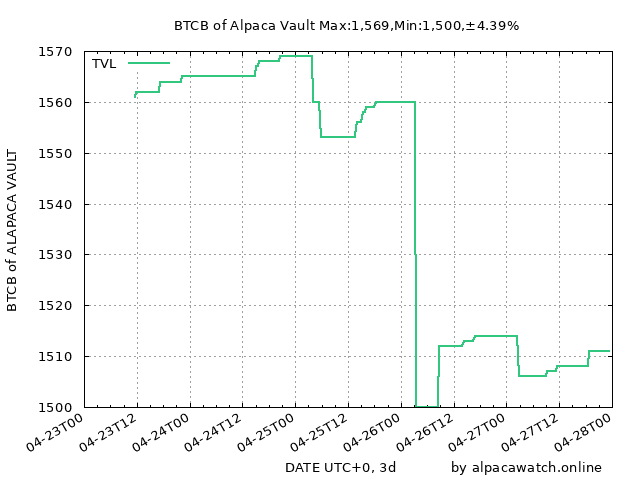 BTCB of Alpaca Vault Max:1,569,Min:1,500,±4.39%
TVL
1570
1560
1550
1540
1530
1520
1510
1500
BTCB of ALAPACA VAULT
04-23T00
04-23T12
04-24T00
04-24T12
04-25T00
04-25T12
04-26T00
04-26T12
04-27T00
04-27T12
04-28T00
DATE UTC+0, 3d
by alpacawatch.online